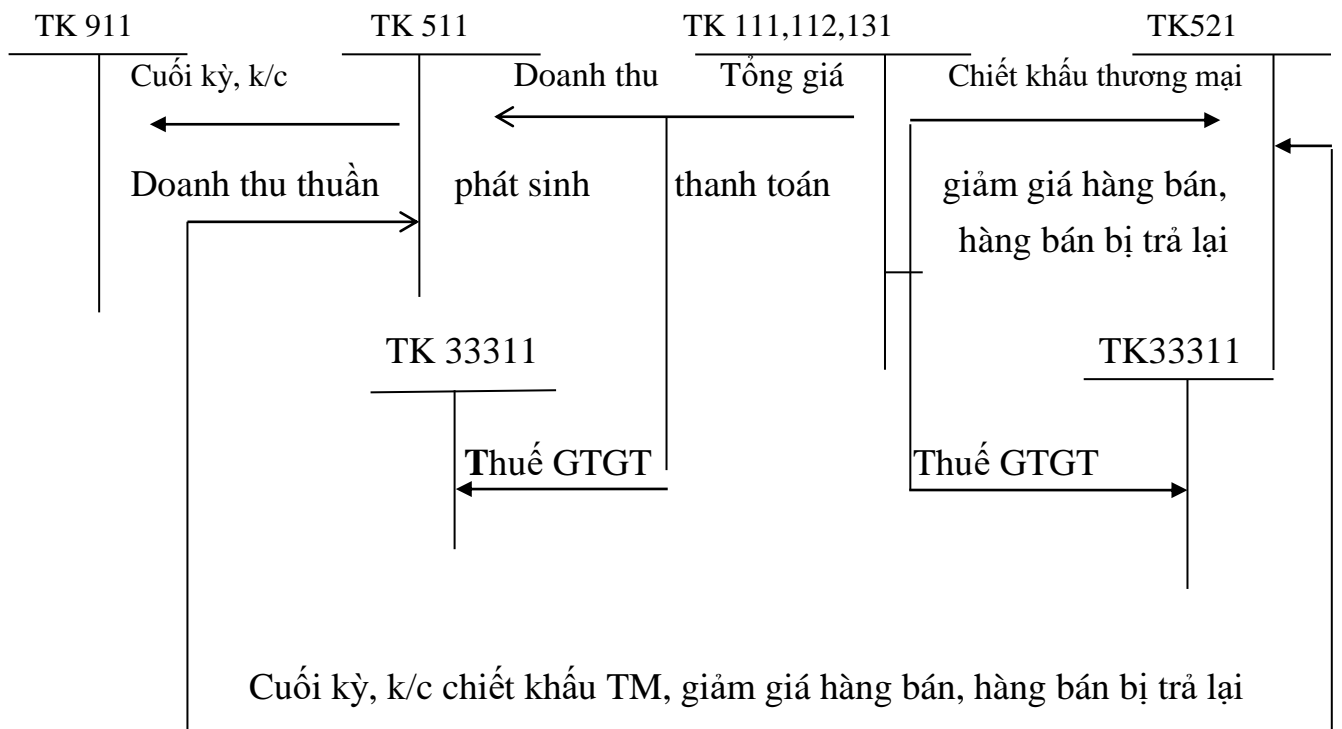 TK 911 TK 511 TK 111,112,131 TK521
Cuối kỳ, k/c Doanh thu Tổng giá Chiết khấu thương mại
Doanh thu thuần phát sinh thanh toán giảm giá hàng bán,
hàng bán bị trả lại
TK 33311 TK33311
Thuế GTGT Thuế GTGT
Cuối kỳ, k/c chiết khấu TM, giảm giá hàng bán, hàng bán bị trả lại